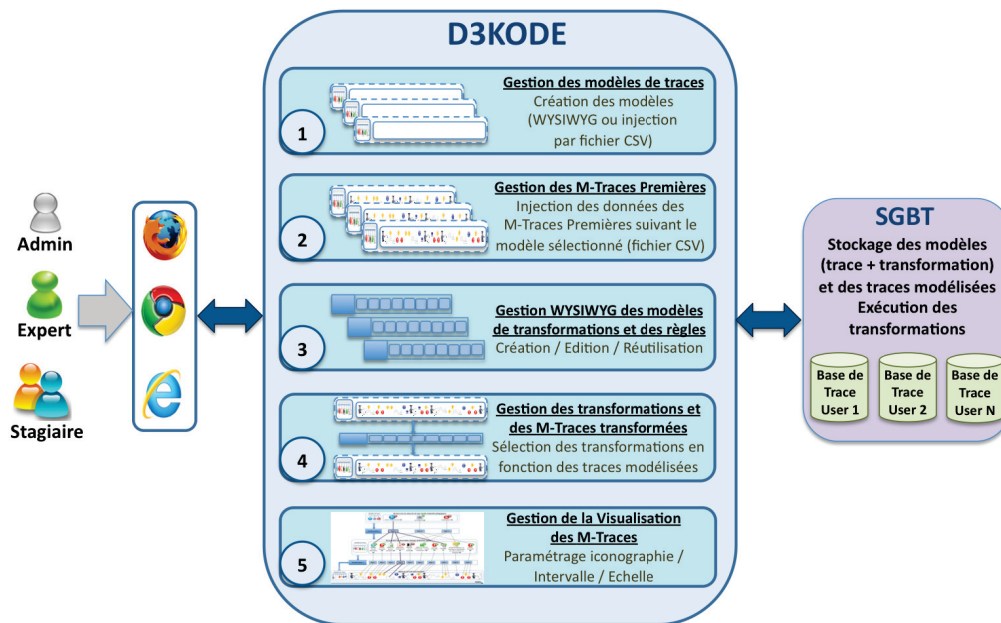 D3KODE
1
Gestion des modèles de traces
Création des modèles
(WYSIWYG ou injection
par fichier CSV)
2
Gestion des M-Traces Premières
Injection des données des
M-Traces Premières suivant le
modèle sélectionné (fichier CSV)
3
Gestion WYSIWYG des modèles
de transformations et des règles
Création / Edition / Réutilisation
4
Gestion des transformations et
des M-Traces transformées
Sélection des transformations en
fonction des traces modélisées
5
Gestion de la Visualisation
des M-Traces
Paramétrage iconographie /
Intervalle / Echelle
Admin
Expert
Stagiaire
SGBT
Stockage des modèles
(trace + transformation)
et des traces modélisées
Exécution des
transformations
Base de
Trace
User 1
Base de
Trace
User 2
Base de
Trace
User N